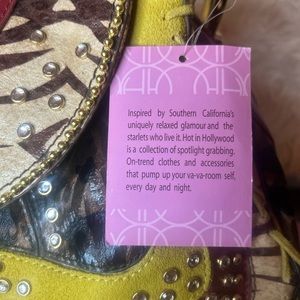 Inspired by Southern California's
uniquely relaxed glamour and the
starlets who live it. Hot in Hollywood
is a collection of spotlight grabbing.
On-trend clothes and accessories
that pump up your va-va-room self,
every day and night.